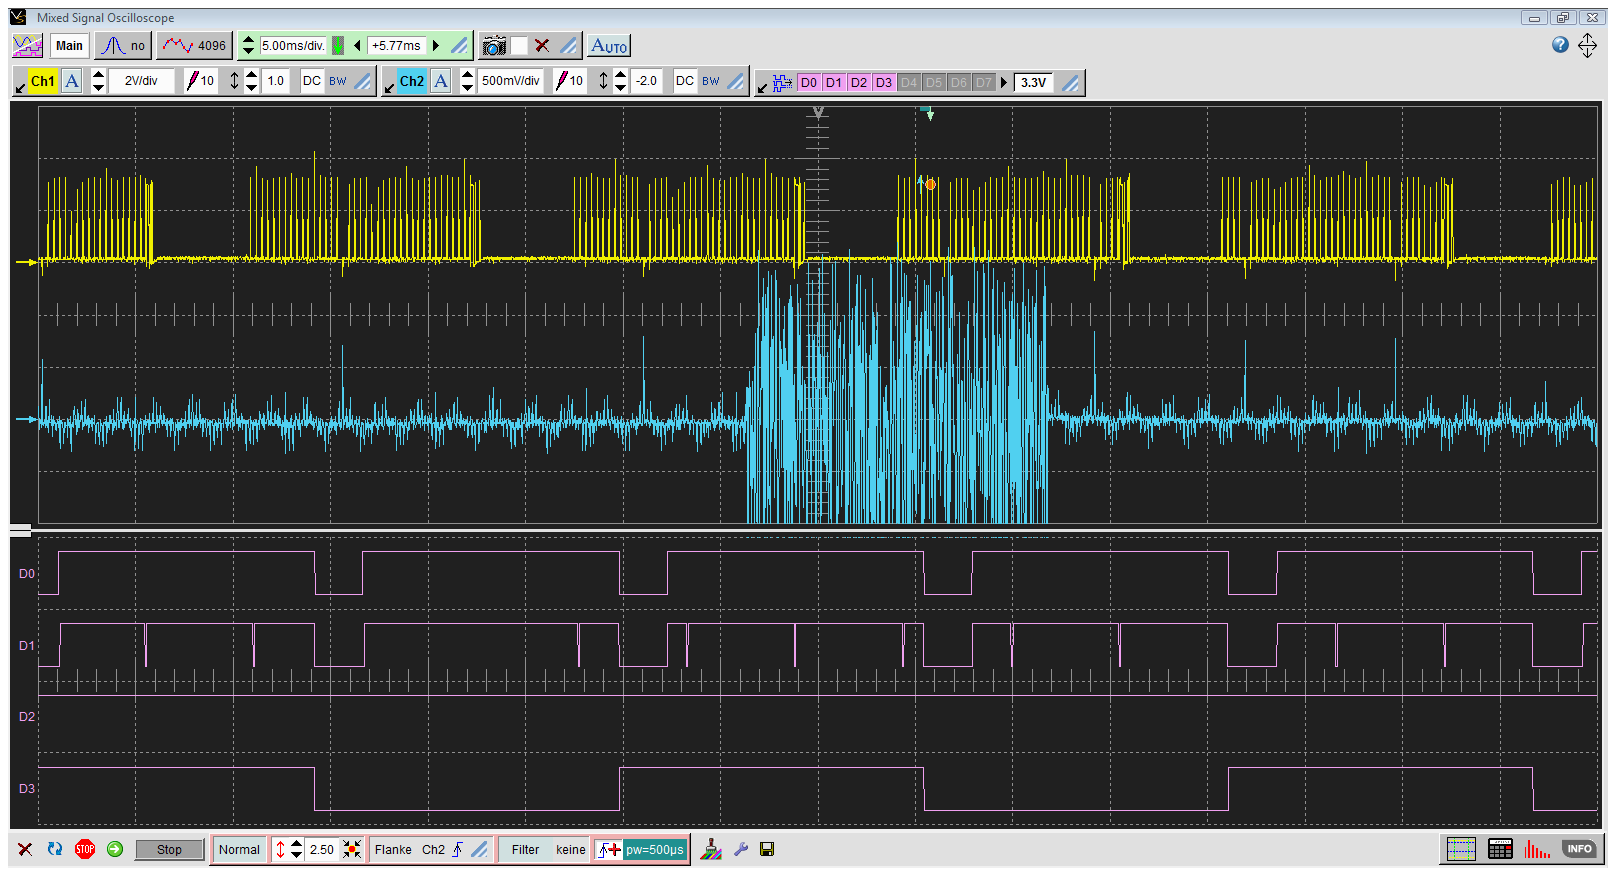 Mixed Signal Oscilloscope
Main no 4096 5.00ms/div. +5.77ms AUTO
Ch1 A 2V/div 10 1.0 DC BW Ch2 A 500mV/div 10 -2.0 DC BW D0 D1 D2 D3 D4 D5 D6 D7 3.3V
D0
D1
D2
D3
STOP Stop Normal 2.50 Flanke Ch2 Filter keine pw=500µs INFO